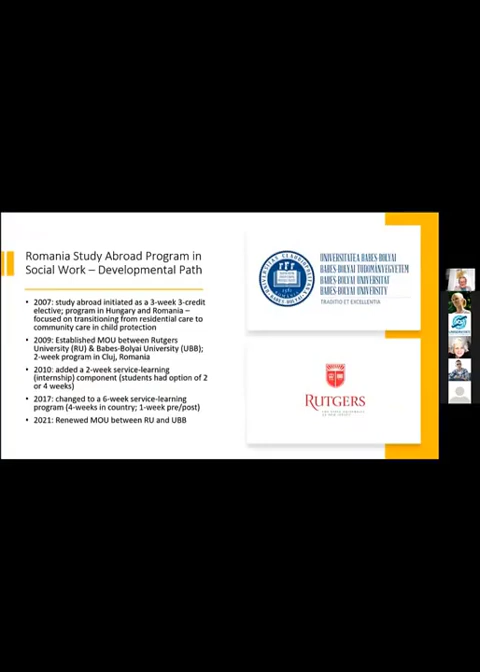 Romania Study Abroad Program in
Social Work – Developmental Path
• 2007: study abroad initiated as a 3-week 3-credit
elective; program in Hungary and Romania –
focused on transitioning from residential care to
community care in child protection
• 2009: Established MOU between Rutgers
University (RU) & Babes-Bolyai University (UBB);
2-week program in Cluj, Romania
• 2010: added a 2-week service-learning
(internship) component (students had option of 2
or 4 weeks)
• 2017: changed to a 6-week service-learning
program (4-weeks in country; 1-week pre/post)
• 2021: Renewed MOU between RU and UBB
UNIVERSITATEA BABEȘ-BOLYAI
BABEȘ-BOLYAI TUDOMÁNYEGYETEM
BABEȘ-BOLYAI UNIVERSITÄT
BABEȘ-BOLYAI UNIVERSITY
TRADITIO ET EXCELLENTIA
RUTGERS